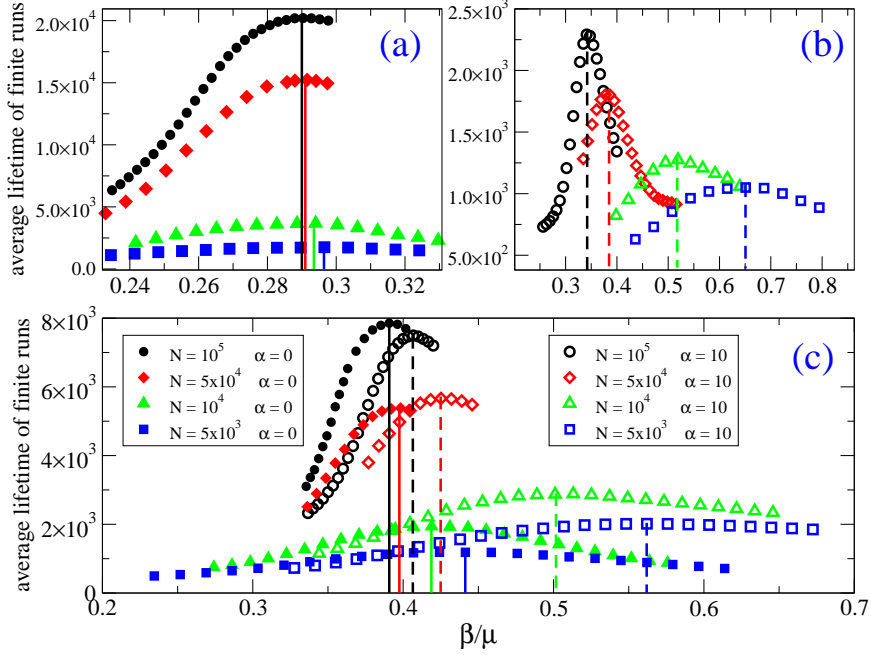 average lifetime of finite runs
2.0×10⁴
1.5×10⁴
1.0×10⁴
5.0×10³
0.0
(a)
0.24
0.26
0.28
0.3
0.32
2.5×10³
2.0×10³
1.5×10³
1.0×10³
5.0×10²
(b)
0.3
0.4
0.5
0.6
0.7
0.8
average lifetime of finite runs
8×10³
6×10³
4×10³
2×10³
0
(c)
N = 10⁵ α = 0
N = 5x10⁴ α = 0
N = 10⁴ α = 0
N = 5x10³ α = 0
N = 10⁵ α = 10
N = 5x10⁴ α = 10
N = 10⁴ α = 10
N = 5x10³ α = 10
0.2
0.3
0.4
0.5
0.6
0.7
β/μ